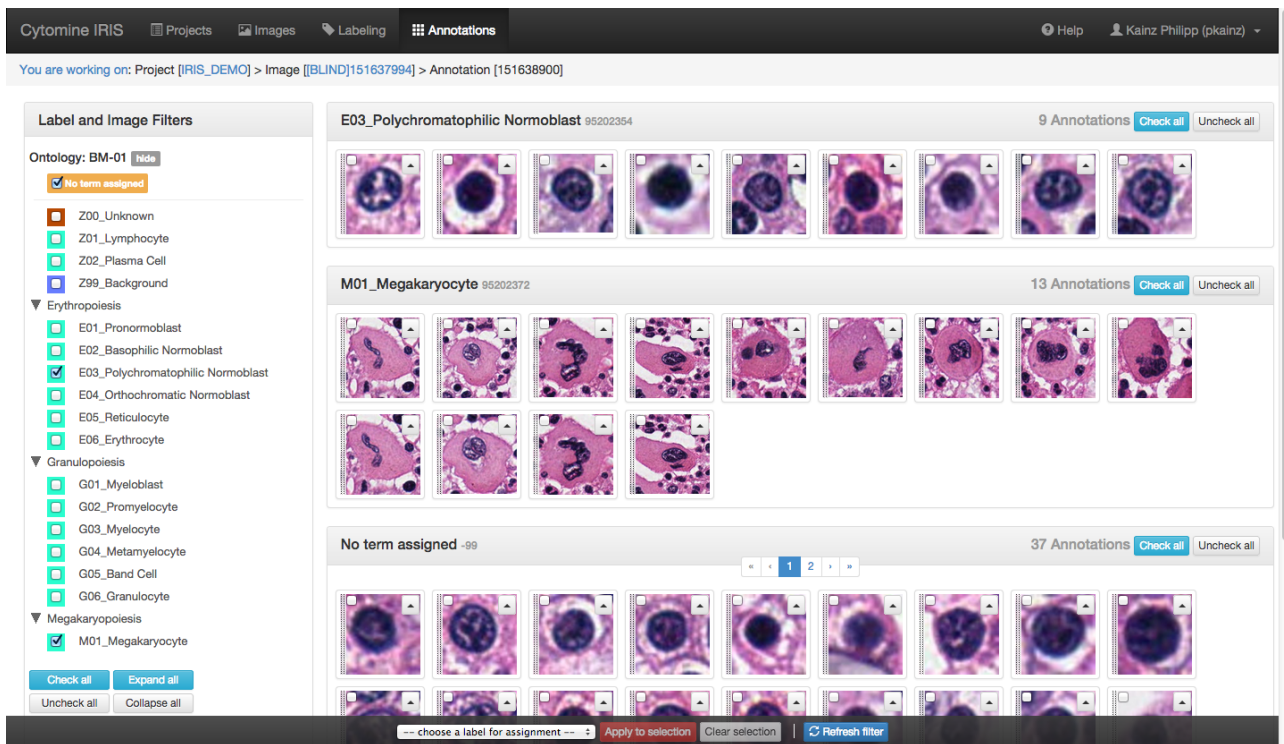 Cytomine IRIS Projects Images Labeling Annotations Help Kainz Philipp (pkainz)
You are working on: Project [IRIS_DEMO] > Image [[BLIND]151637994] > Annotation [151638900]
Label and Image Filters
Ontology: BM-01 hide
No term assigned
Z00_Unknown
Z01_Lymphocyte
Z02_Plasma Cell
Z99_Background
Erythropoiesis
E01_Pronormoblast
E02_Basophilic Normoblast
E03_Polychromatophilic Normoblast
E04_Orthochromatic Normoblast
E05_Reticulocyte
E06_Erythrocyte
Granulopoiesis
G01_Myeloblast
G02_Promyelocyte
G03_Myelocyte
G04_Metamyelocyte
G05_Band Cell
G06_Granulocyte
Megakaryopoiesis
M01_Megakaryocyte
Check all Expand all
Uncheck all Collapse all
E03_Polychromatophilic Normoblast 95202354 9 Annotations Check all Uncheck all
M01_Megakaryocyte 95202372 13 Annotations Check all Uncheck all
No term assigned -99 37 Annotations Check all Uncheck all
« ‹ 1 2 › »
-- choose a label for assignment -- Apply to selection Clear selection | Refresh filter